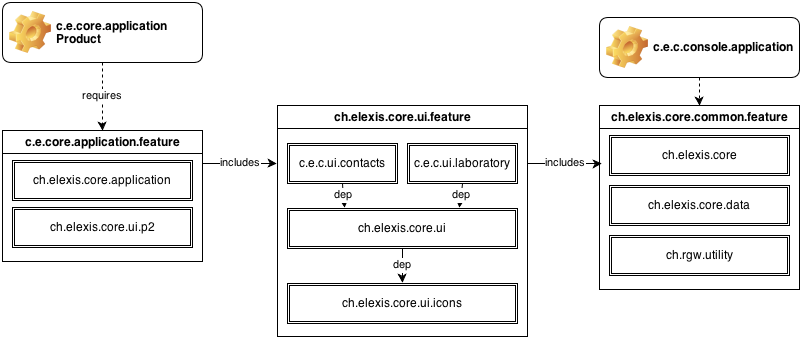 c.e.core.application
Product
requires
c.e.core.application.feature
ch.elexis.core.application
ch.elexis.core.ui.p2
includes
ch.elexis.core.ui.feature
c.e.c.ui.contacts
c.e.c.ui.laboratory
dep
dep
ch.elexis.core.ui
dep
ch.elexis.core.ui.icons
includes
c.e.c.console.application
ch.elexis.core.common.feature
ch.elexis.core
ch.elexis.core.data
ch.rgw.utility